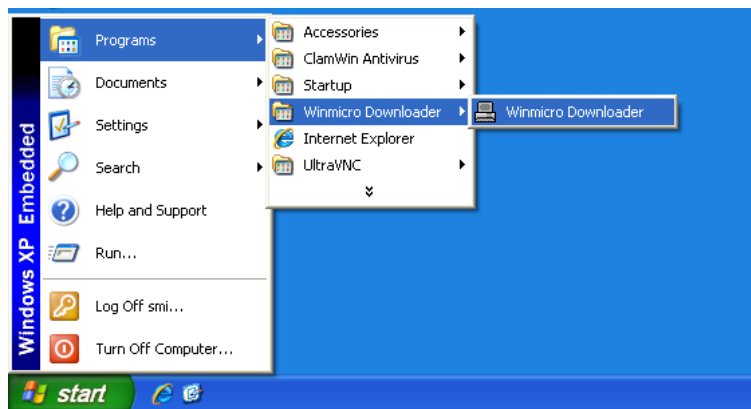 Windows XP Embedded
Programs
Documents
Settings
Search
Help and Support
Run...
Log Off smi...
Turn Off Computer...
Accessories
ClamWin Antivirus
Startup
Winmicro Downloader
Internet Explorer
UltraVNC
Winmicro Downloader
start